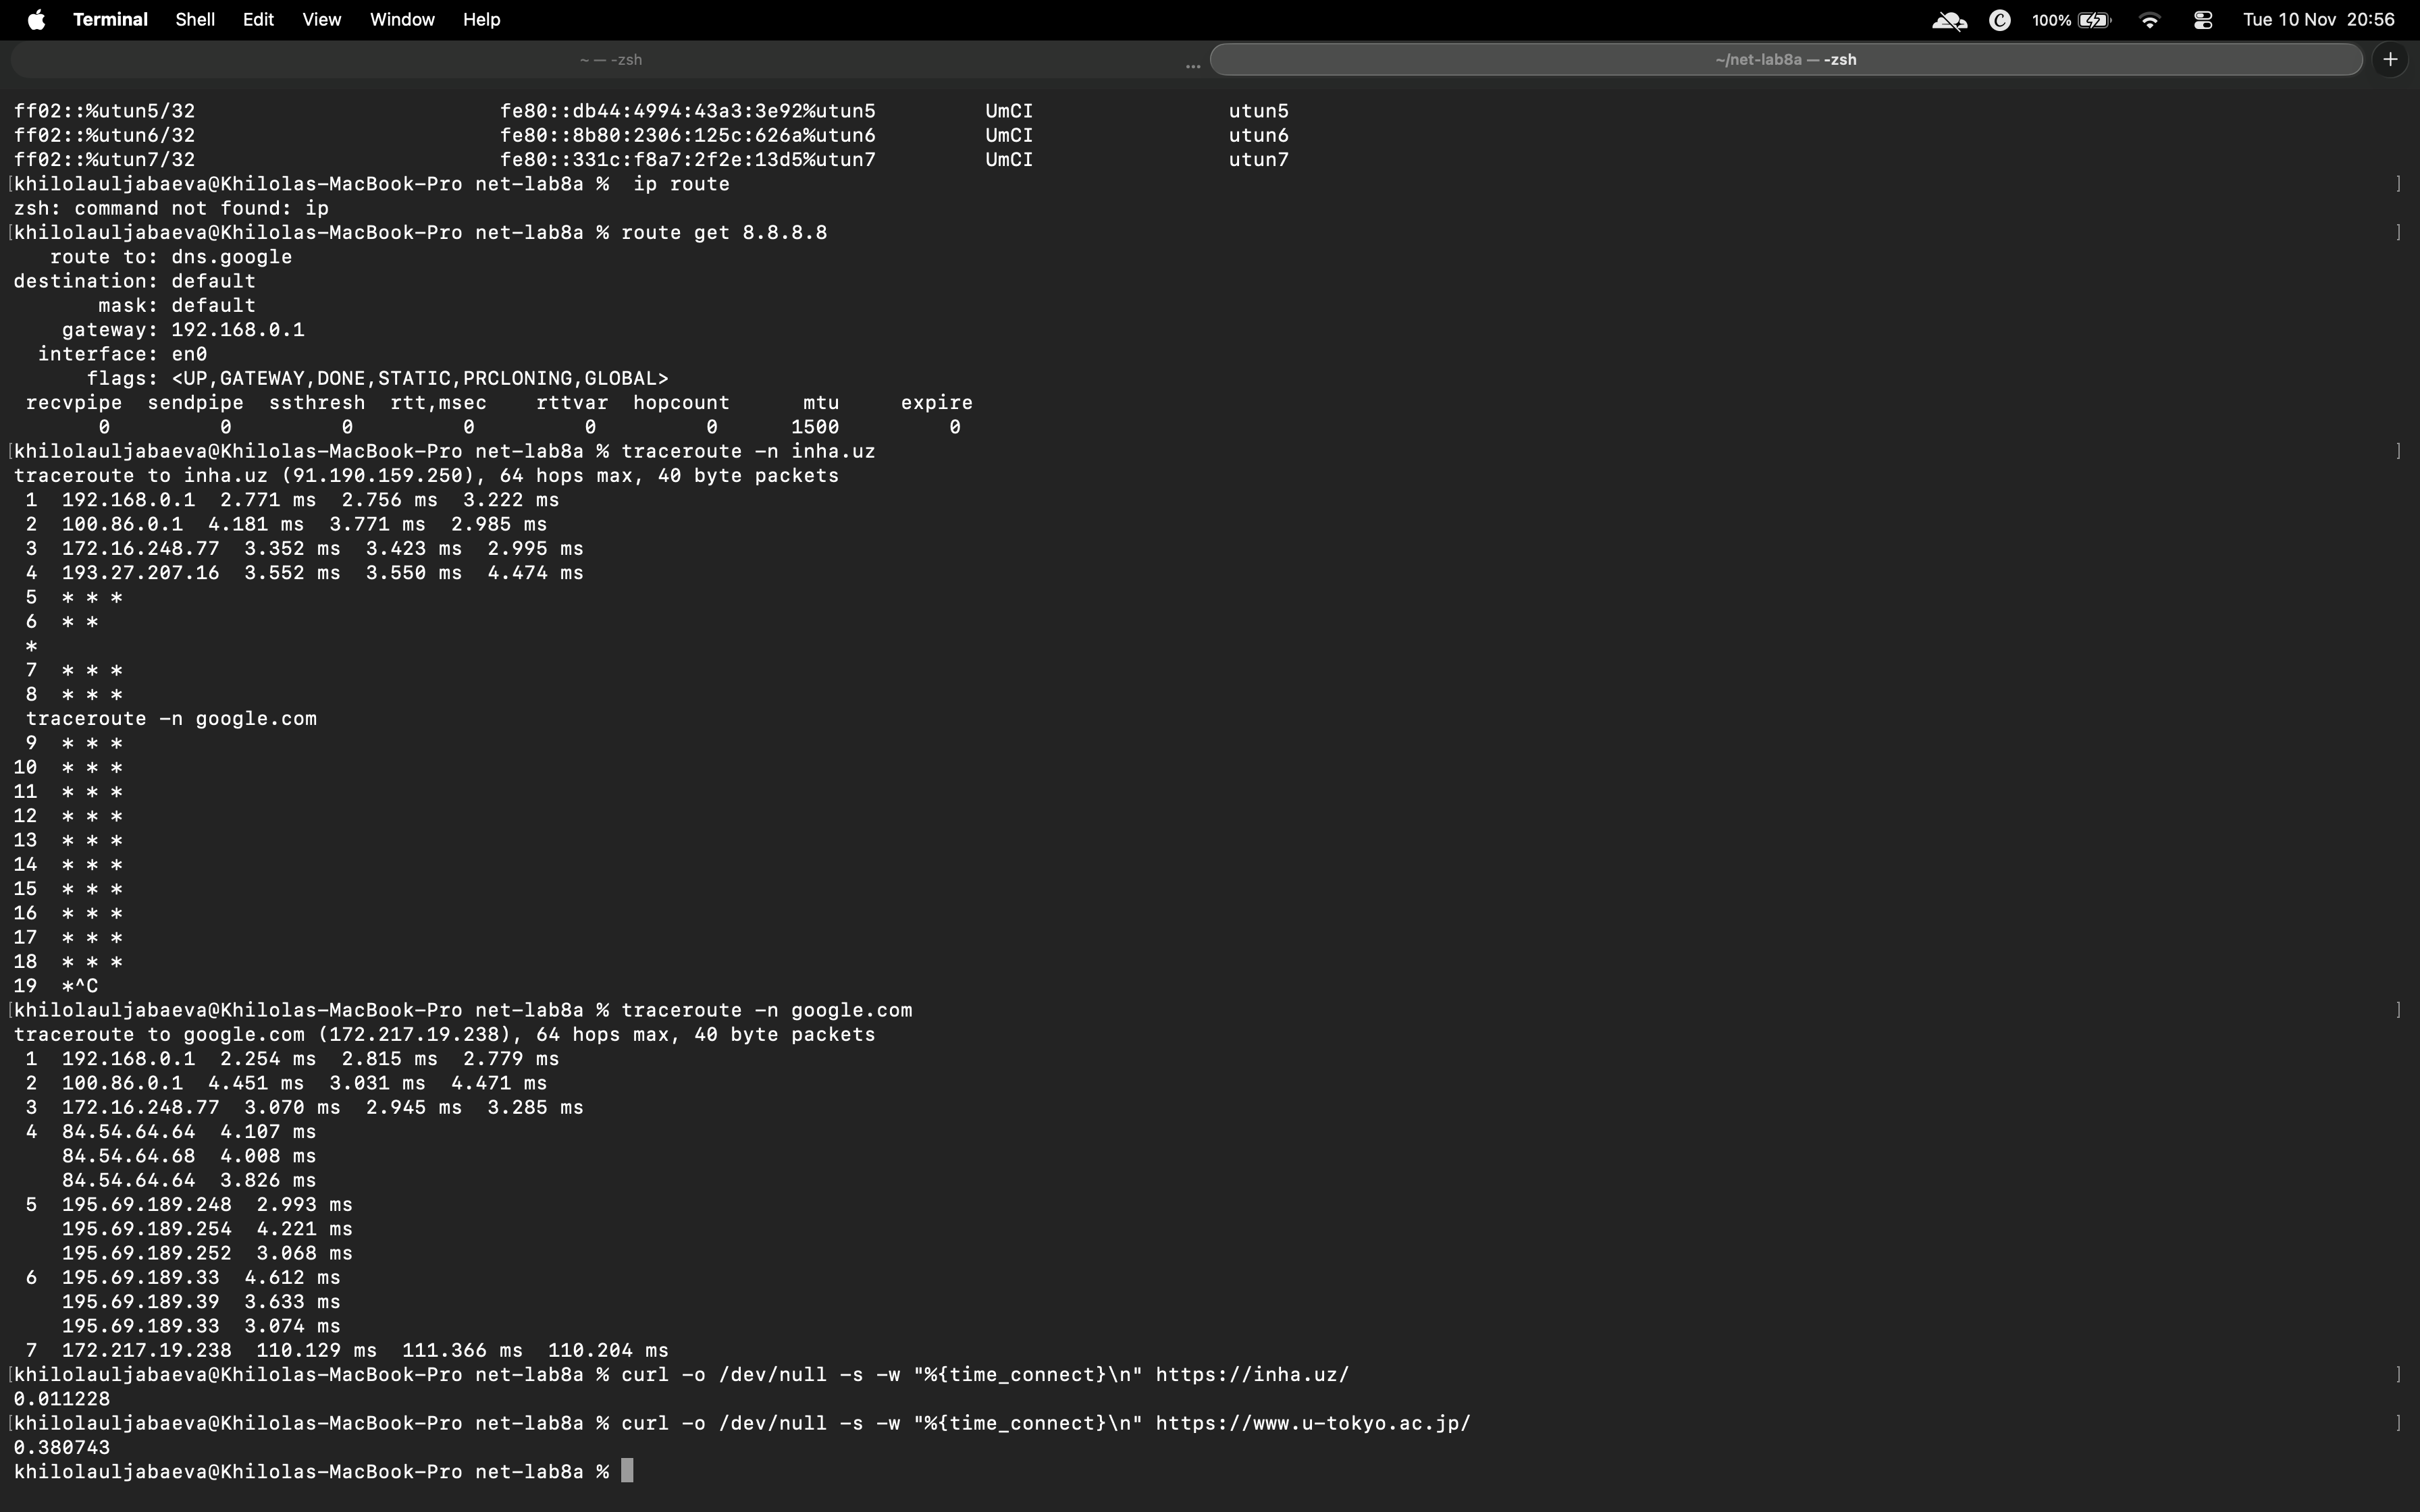 Terminal Shell Edit View Window Help 100% Tue 10 Nov 20:56
~ — -zsh ... ~/net-lab8a — -zsh +
ff02::%utun5/32 fe80::db44:4994:43a3:3e92%utun5 UmCI utun5
ff02::%utun6/32 fe80::8b80:2306:125c:626a%utun6 UmCI utun6
ff02::%utun7/32 fe80::331c:f8a7:2f2e:13d5%utun7 UmCI utun7
[khilolauljabaeva@Khilolas-MacBook-Pro net-lab8a %  ip route ]
zsh: command not found: ip
[khilolauljabaeva@Khilolas-MacBook-Pro net-lab8a % route get 8.8.8.8 ]
route to: dns.google
destination: default
mask: default
gateway: 192.168.0.1
interface: en0
flags: <UP,GATEWAY,DONE,STATIC,PRCLONING,GLOBAL>
recvpipe sendpipe ssthresh rtt,msec rttvar hopcount mtu expire
0 0 0 0 0 0 1500 0
[khilolauljabaeva@Khilolas-MacBook-Pro net-lab8a % traceroute -n inha.uz ]
traceroute to inha.uz (91.190.159.250), 64 hops max, 40 byte packets
1 192.168.0.1 2.771 ms 2.756 ms 3.222 ms
2 100.86.0.1 4.181 ms 3.771 ms 2.985 ms
3 172.16.248.77 3.352 ms 3.423 ms 2.995 ms
4 193.27.207.16 3.552 ms 3.550 ms 4.474 ms
5 * * *
6 * *
*
7 * * *
8 * * *
traceroute -n google.com
9 * * *
10 * * *
11 * * *
12 * * *
13 * * *
14 * * *
15 * * *
16 * * *
17 * * *
18 * * *
19 *^C
[khilolauljabaeva@Khilolas-MacBook-Pro net-lab8a % traceroute -n google.com ]
traceroute to google.com (172.217.19.238), 64 hops max, 40 byte packets
1 192.168.0.1 2.254 ms 2.815 ms 2.779 ms
2 100.86.0.1 4.451 ms 3.031 ms 4.471 ms
3 172.16.248.77 3.070 ms 2.945 ms 3.285 ms
4 84.54.64.64 4.107 ms
84.54.64.68 4.008 ms
84.54.64.64 3.826 ms
5 195.69.189.248 2.993 ms
195.69.189.254 4.221 ms
195.69.189.252 3.068 ms
6 195.69.189.33 4.612 ms
195.69.189.39 3.633 ms
195.69.189.33 3.074 ms
7 172.217.19.238 110.129 ms 111.366 ms 110.204 ms
[khilolauljabaeva@Khilolas-MacBook-Pro net-lab8a % curl -o /dev/null -s -w "%{time_connect}\n" https://inha.uz/ ]
0.011228
[khilolauljabaeva@Khilolas-MacBook-Pro net-lab8a % curl -o /dev/null -s -w "%{time_connect}\n" https://www.u-tokyo.ac.jp/ ]
0.380743
khilolauljabaeva@Khilolas-MacBook-Pro net-lab8a %